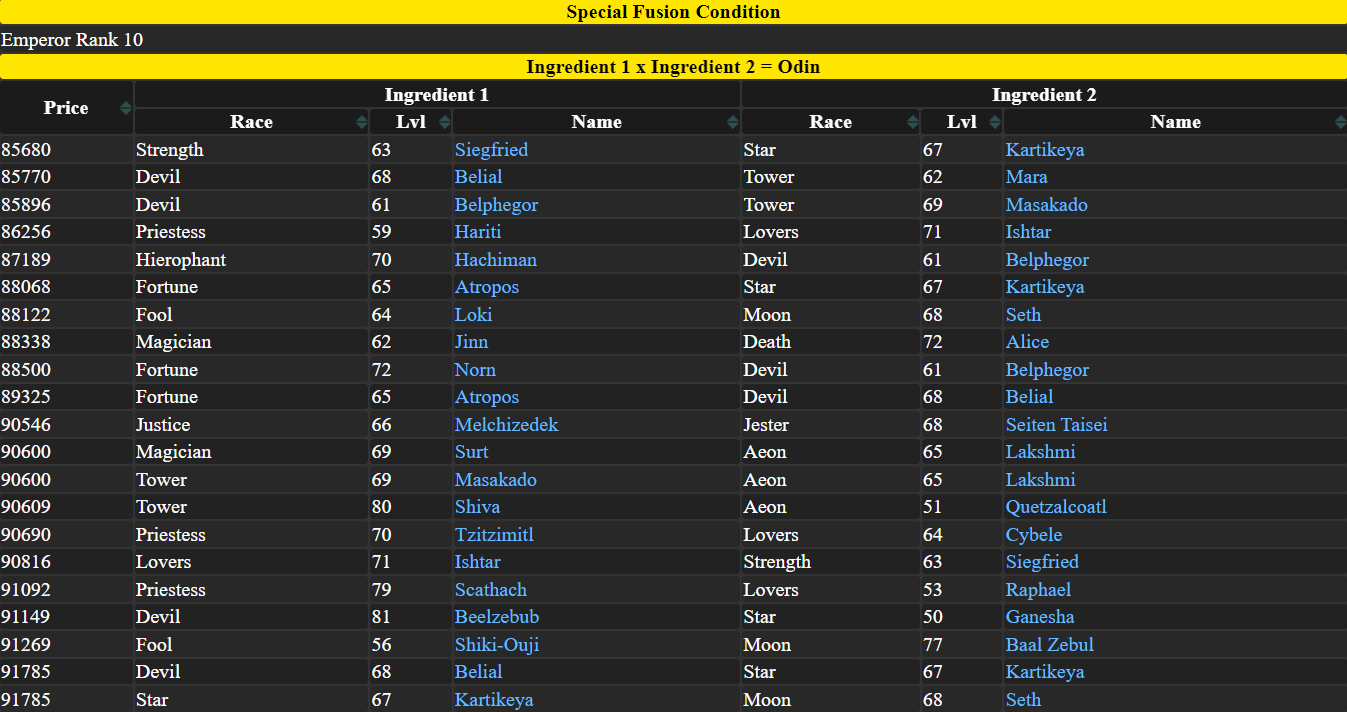 Special Fusion Condition
Emperor Rank 10
Ingredient 1 x Ingredient 2 = Odin
Price Ingredient 1 Ingredient 2
Race Lvl Name Race Lvl Name
85680 Strength 63 Siegfried Star 67 Kartikeya
85770 Devil 68 Belial Tower 62 Mara
85896 Devil 61 Belphegor Tower 69 Masakado
86256 Priestess 59 Hariti Lovers 71 Ishtar
87189 Hierophant 70 Hachiman Devil 61 Belphegor
88068 Fortune 65 Atropos Star 67 Kartikeya
88122 Fool 64 Loki Moon 68 Seth
88338 Magician 62 Jinn Death 72 Alice
88500 Fortune 72 Norn Devil 61 Belphegor
89325 Fortune 65 Atropos Devil 68 Belial
90546 Justice 66 Melchizedek Jester 68 Seiten Taisei
90600 Magician 69 Surt Aeon 65 Lakshmi
90600 Tower 69 Masakado Aeon 65 Lakshmi
90609 Tower 80 Shiva Aeon 51 Quetzalcoatl
90690 Priestess 70 Tzitzimitl Lovers 64 Cybele
90816 Lovers 71 Ishtar Strength 63 Siegfried
91092 Priestess 79 Scathach Lovers 53 Raphael
91149 Devil 81 Beelzebub Star 50 Ganesha
91269 Fool 56 Shiki-Ouji Moon 77 Baal Zebul
91785 Devil 68 Belial Star 67 Kartikeya
91785 Star 67 Kartikeya Moon 68 Seth